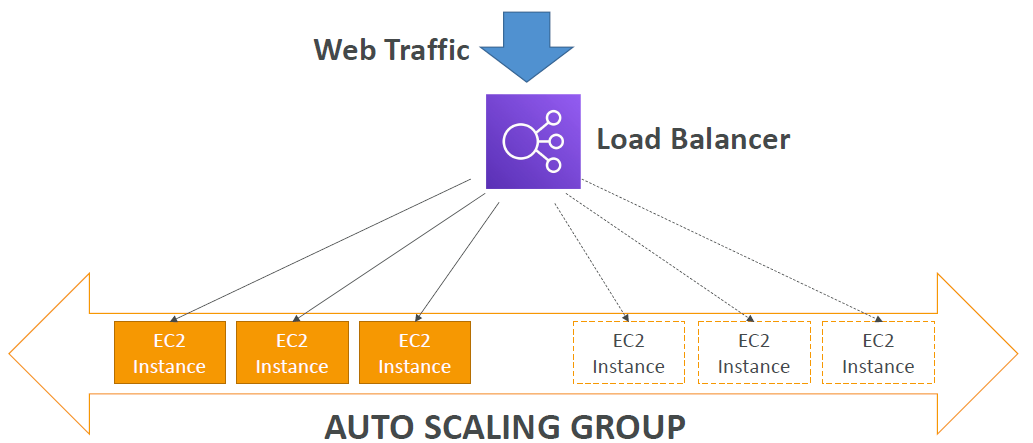 Web Traffic
Load Balancer
EC2
Instance
EC2
Instance
EC2
Instance
EC2
Instance
EC2
Instance
EC2
Instance
AUTO SCALING GROUP